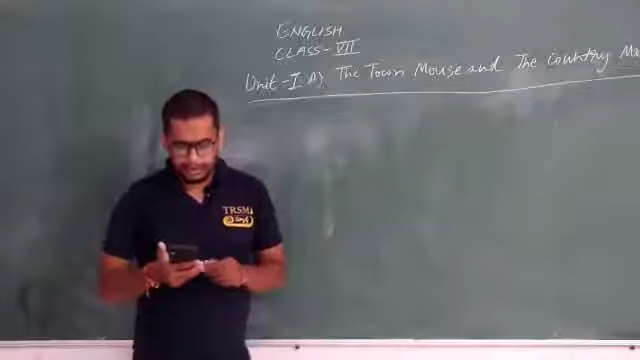 ENGLISH
CLASS - VII
Unit - I A) The Town Mouse and The Country
TRSMA